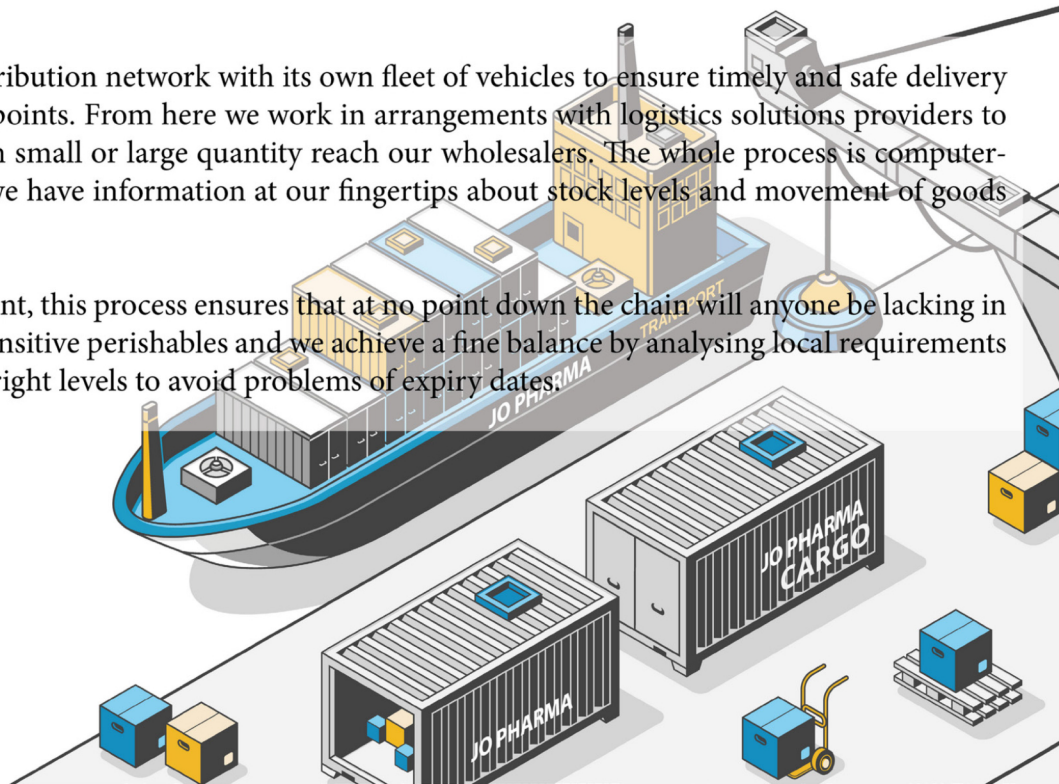 ribution network with its own fleet of vehicles to ensure timely and safe delivery
points. From here we work in arrangements with logistics solutions providers to
small or large quantity reach our wholesalers. The whole process is computer-
we have information at our fingertips about stock levels and movement of goods
nt, this process ensures that at no point down the chain will anyone be lacking in
nsitive perishables and we achieve a fine balance by analysing local requirements
right levels to avoid problems of expiry dates.
TRANSPORT
JO PHARMA
JO PHARMA
CARGO
JO PHARMA